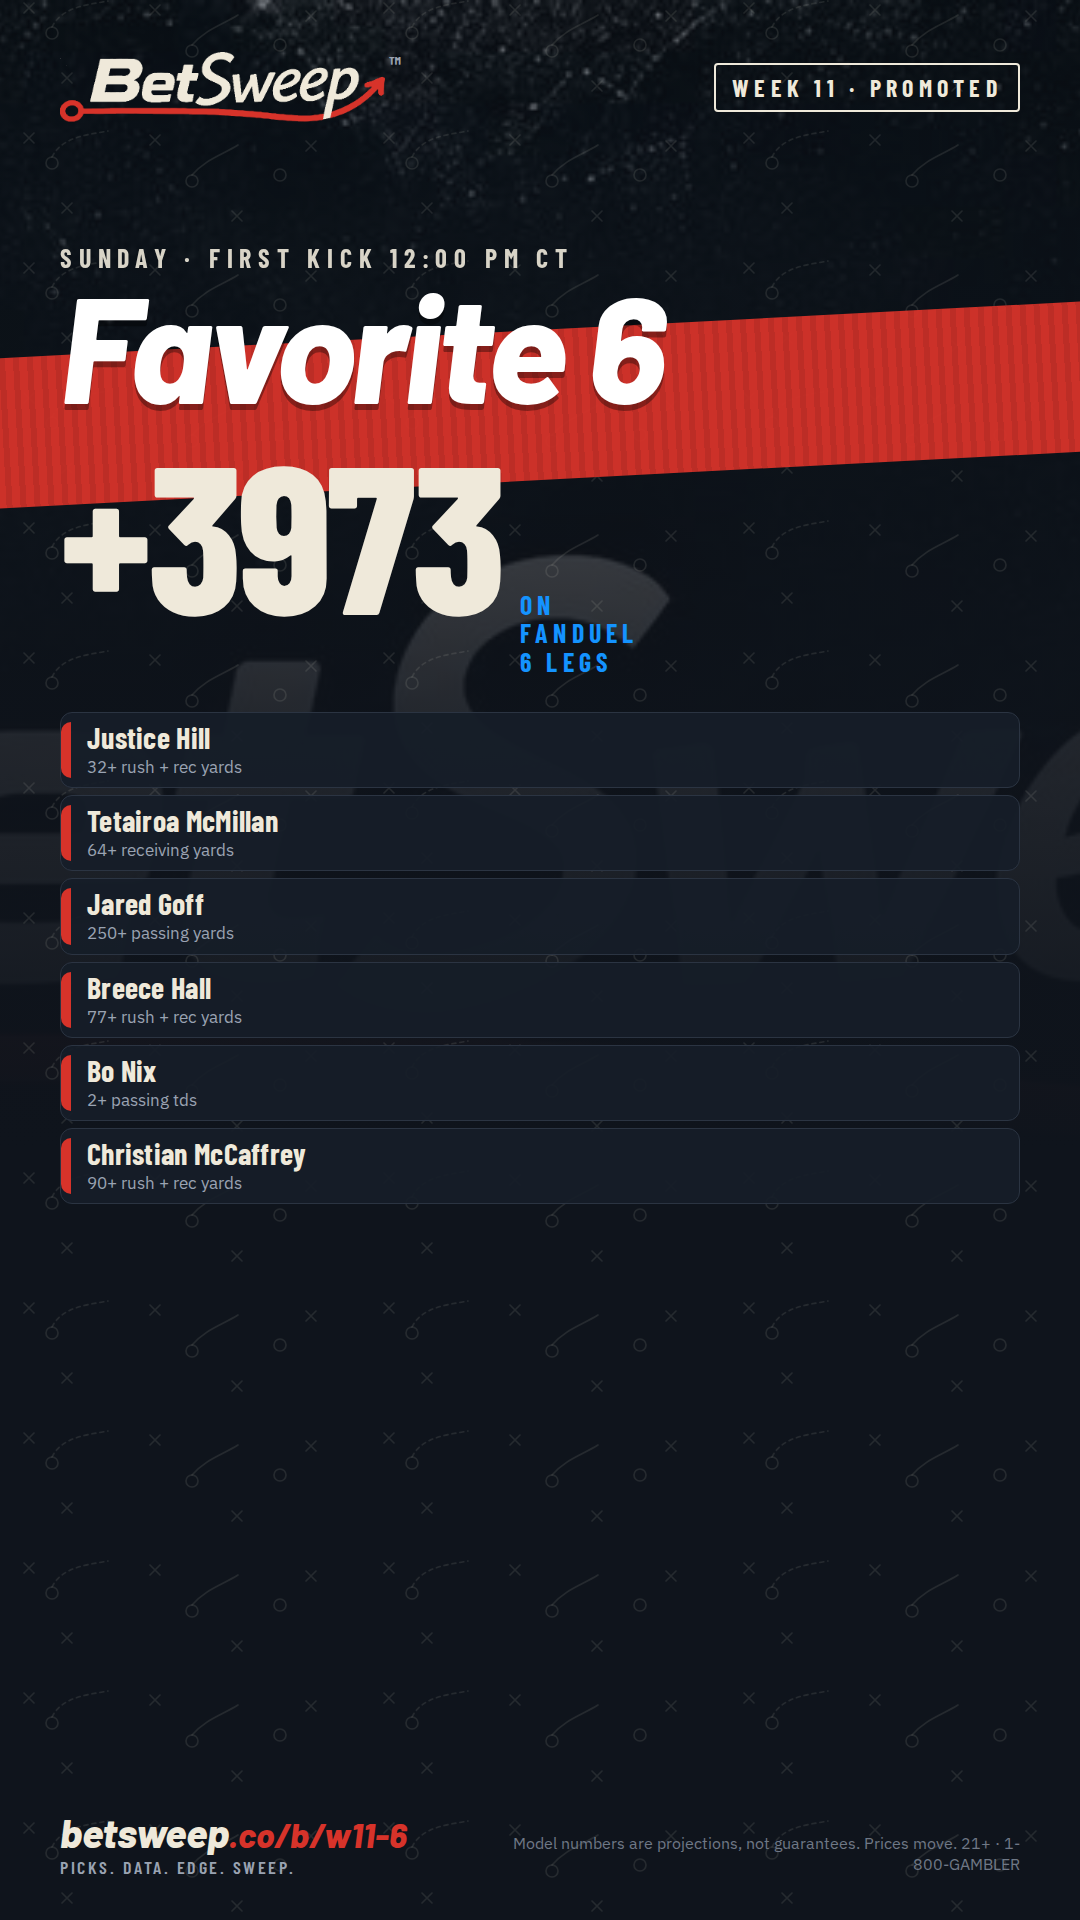 BetSweep™
WEEK 11 · PROMOTED
SUNDAY · FIRST KICK 12:00 PM CT
Favorite 6
+3973
ON
FANDUEL
6 LEGS
Justice Hill
32+ rush + rec yards
Tetairoa McMillan
64+ receiving yards
Jared Goff
250+ passing yards
Breece Hall
77+ rush + rec yards
Bo Nix
2+ passing tds
Christian McCaffrey
90+ rush + rec yards
betsweep.co/b/w11-6
PICKS. DATA. EDGE. SWEEP.
Model numbers are projections, not guarantees. Prices move. 21+ · 1-
800-GAMBLER